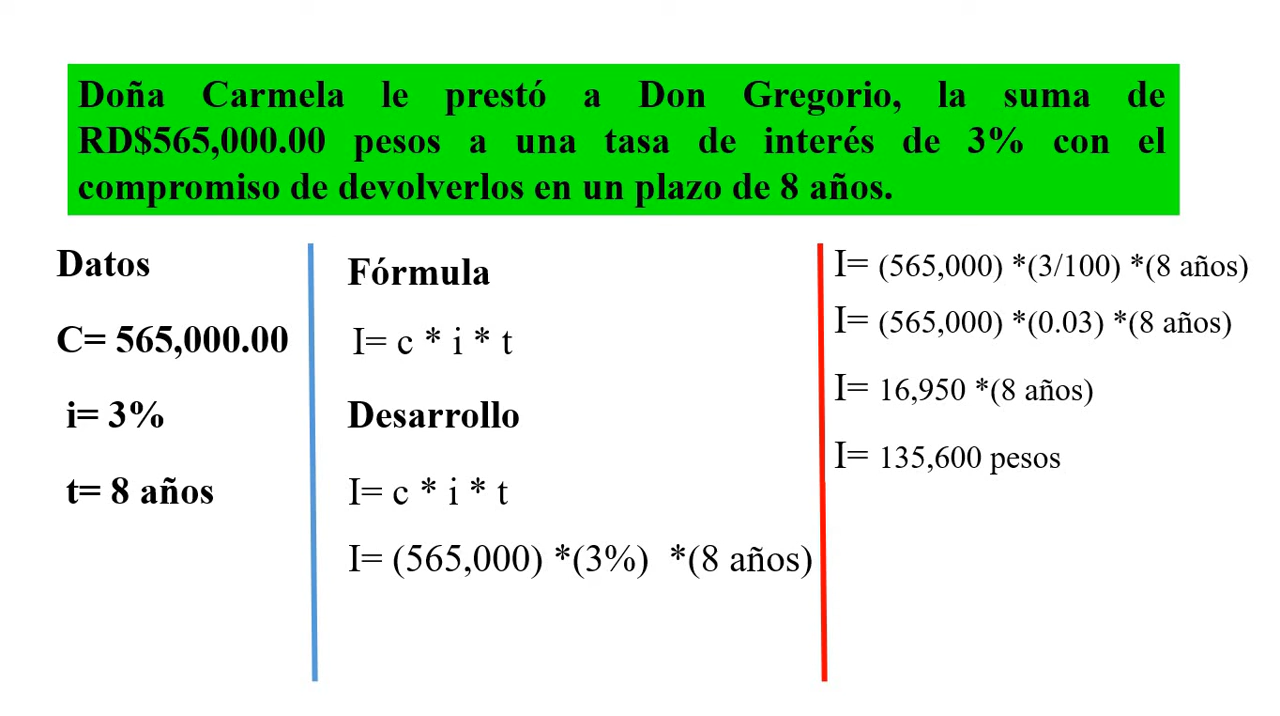 Doña Carmela le prestó a Don Gregorio, la suma de
RD$565,000.00 pesos a una tasa de interés de 3% con el
compromiso de devolverlos en un plazo de 8 años.
Datos
C= 565,000.00
i= 3%
t= 8 años
Fórmula
I= c * i * t
Desarrollo
I= c * i * t
I= (565,000) *(3%)  *(8 años)
I= (565,000) *(3/100) *(8 años)
I= (565,000) *(0.03) *(8 años)
I= 16,950 *(8 años)
I= 135,600 pesos